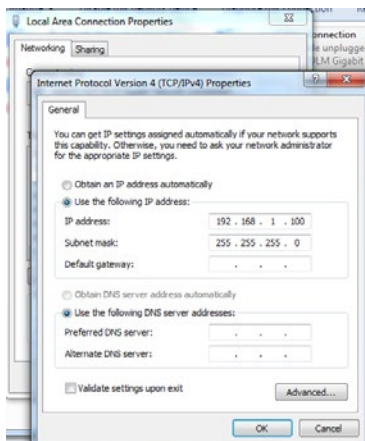 Local Area Connection Properties
Networking
Sharing
onnection
le unplugge
LM Gigabit
Internet Protocol Version 4 (TCP/IPv4) Properties
General
You can get IP settings assigned automatically if your network supports
this capability. Otherwise, you need to ask your network administrator
for the appropriate IP settings.
Obtain an IP address automatically
Use the following IP address:
IP address: 192 . 168 . 1 . 100
Subnet mask: 255 . 255 . 255 . 0
Default gateway: . . .
Obtain DNS server address automatically
Use the following DNS server addresses:
Preferred DNS server: . . .
Alternate DNS server: . . .
Validate settings upon exit
Advanced...
OK
Cancel